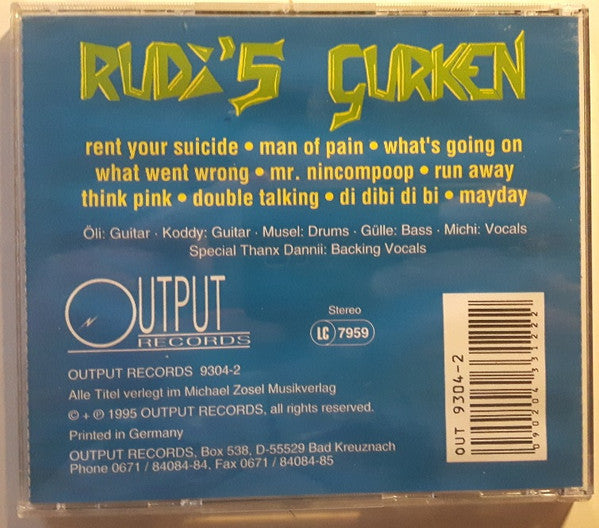 RUDi'S GURKEN
rent your suicide • man of pain • what's going on
what went wrong • mr. nincompoop • run away
think pink • double talking • di dibi di bi • mayday
Öli: Guitar · Koddy: Guitar · Musel: Drums · Gülle: Bass · Michi: Vocals
Special Thanx Dannii: Backing Vocals
OUTPUT
RECORDS
Stereo
LC 7959
OUTPUT RECORDS 9304-2
Alle Titel verlegt im Michael Zosel Musikverlag
© + ℗ 1995 OUTPUT RECORDS, all rights reserved.
Printed in Germany
OUTPUT RECORDS, Box 538, D-55529 Bad Kreuznach
Phone 0671 / 84084-84, Fax 0671 / 84084-85
OUT 9304-2
090204331222